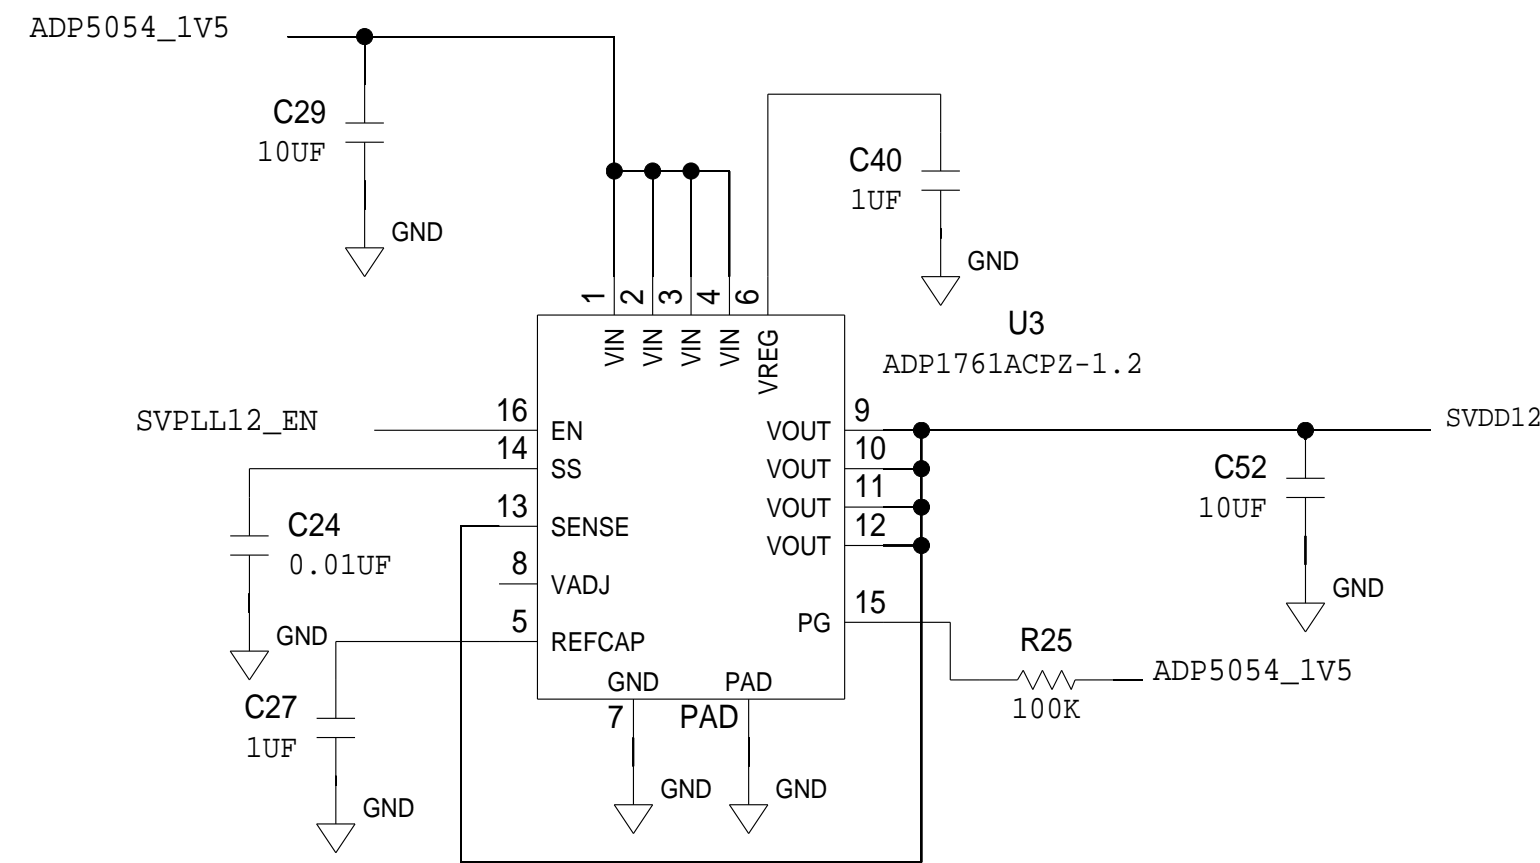 ADP5054_1V5
C29
10UF
GND
C40
1UF
GND
1 2 3 4 6
VIN VIN VIN VIN VREG
U3
ADP1761ACPZ-1.2
SVPLL12_EN
16 EN
14 SS
13 SENSE
8 VADJ
5 REFCAP
VOUT 9
VOUT 10
VOUT 11
VOUT 12
PG 15
SVDD12
C52
10UF
GND
C24
0.01UF
GND
C27
1UF
GND
GND PAD
7 PAD
GND GND
R25
100K
ADP5054_1V5